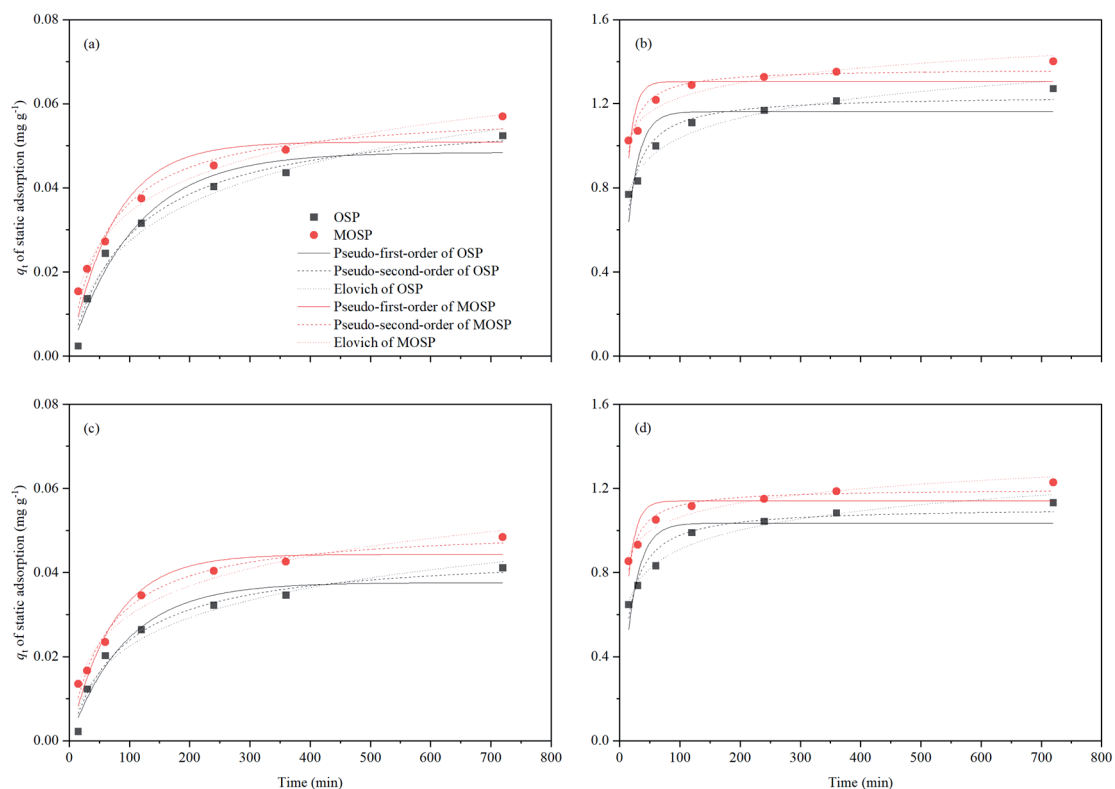 0.08
0.06
0.04
0.02
0.00
qt of static adsorption (mg g-1)
(a)
OSP
MOSP
Pseudo-first-order of OSP
Pseudo-second-order of OSP
Elovich of OSP
Pseudo-first-order of MOSP
Pseudo-second-order of MOSP
Elovich of MOSP
1.6
1.2
0.8
0.4
0.0
(b)
0.08
0.06
0.04
0.02
0.00
qt of static adsorption (mg g-1)
(c)
0 100 200 300 400 500 600 700 800
Time (min)
1.6
1.2
0.8
0.4
0.0
(d)
0 100 200 300 400 500 600 700 800
Time (min)